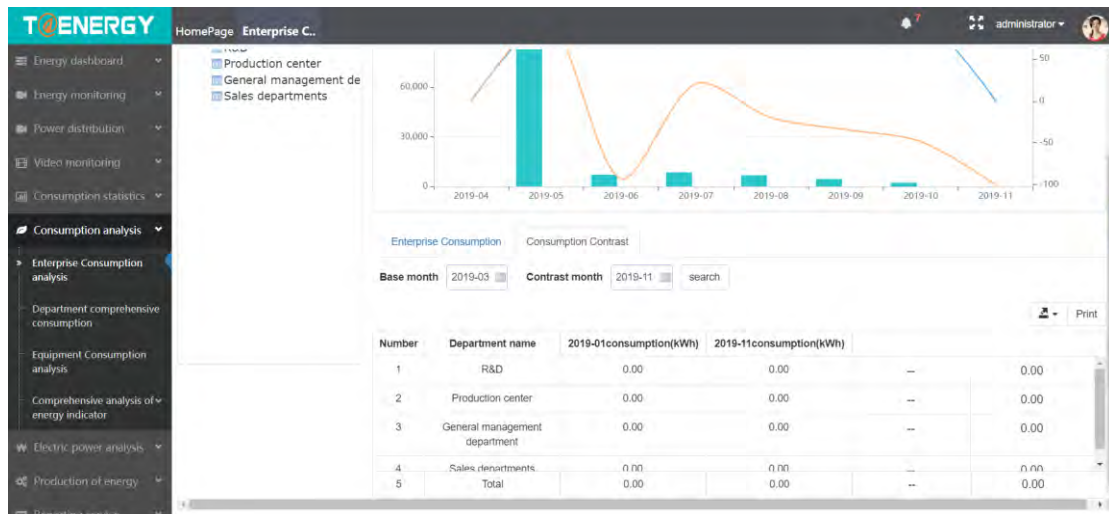 T@ENERGY
HomePage Enterprise C..
7
administrator
Energy dashboard
Energy monitoring
Power distribution
Video monitoring
Consumption statistics
Consumption analysis
» Enterprise Consumption
analysis
Department comprehensive
consumption
Equipment Consumption
analysis
Comprehensive analysis of
energy indicator
Electric power analysis
Production of energy
R&D
Production center
General management de
Sales departments
60,000
30,000
0
50
0
-50
-100
2019-04 2019-05 2019-06 2019-07 2019-08 2019-09 2019-10 2019-11
Enterprise Consumption Consumption Contrast
Base month 2019-03 Contrast month 2019-11 search
Print
Number Department name 2019-01consumption(kWh) 2019-11consumption(kWh)
1 R&D 0.00 0.00 -- 0.00
2 Production center 0.00 0.00 -- 0.00
3 General management
department 0.00 0.00 -- 0.00
4 Sales departments 0.00 0.00 -- 0.00
5 Total 0.00 0.00 -- 0.00